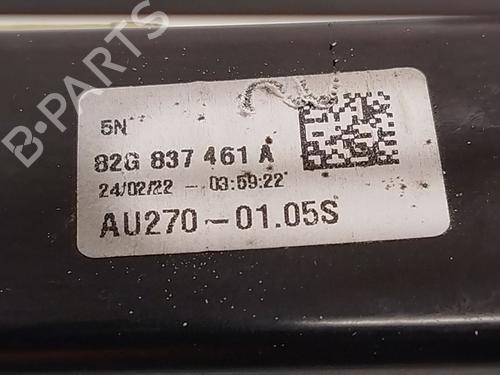 5N
82G 837 461 A
24/02/22 - 03:59:22
AU270-01.05S
B-PARTS